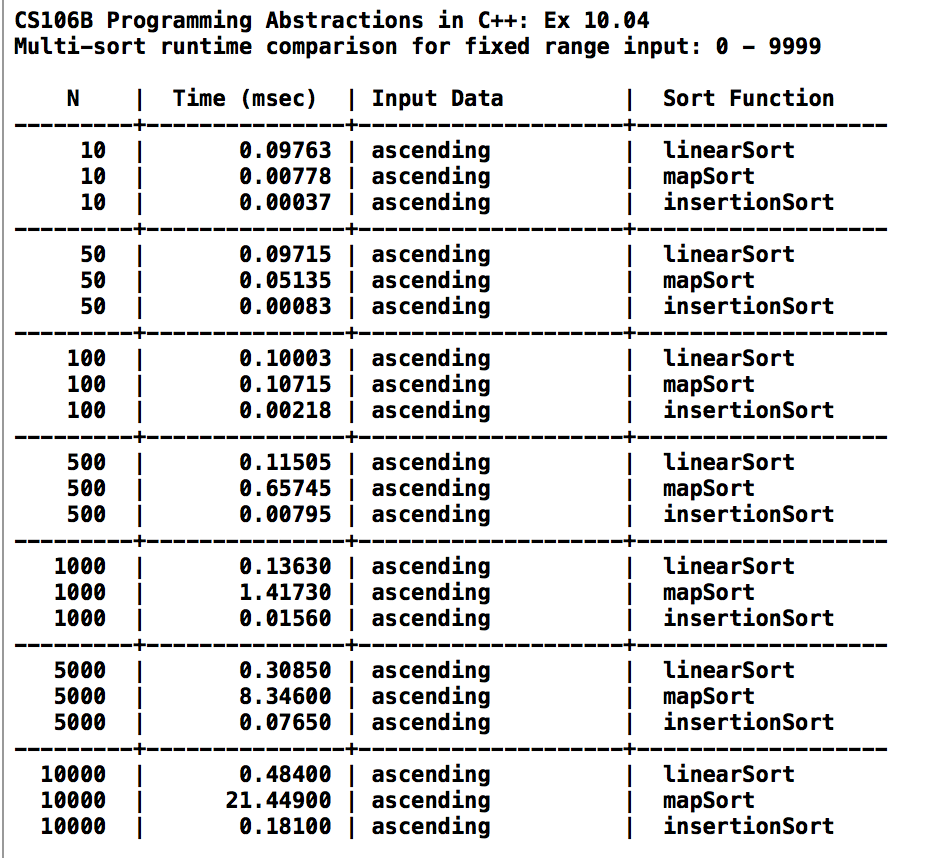 CS106B Programming Abstractions in C++: Ex 10.04
Multi-sort runtime comparison for fixed range input: 0 - 9999
    N    |  Time (msec)  | Input Data         |  Sort Function
---------+---------------+--------------------+-------------------
     10  |       0.09763 | ascending          |  linearSort
     10  |       0.00778 | ascending          |  mapSort
     10  |       0.00037 | ascending          |  insertionSort
---------+---------------+--------------------+-------------------
     50  |       0.09715 | ascending          |  linearSort
     50  |       0.05135 | ascending          |  mapSort
     50  |       0.00083 | ascending          |  insertionSort
---------+---------------+--------------------+-------------------
    100  |       0.10003 | ascending          |  linearSort
    100  |       0.10715 | ascending          |  mapSort
    100  |       0.00218 | ascending          |  insertionSort
---------+---------------+--------------------+-------------------
    500  |       0.11505 | ascending          |  linearSort
    500  |       0.65745 | ascending          |  mapSort
    500  |       0.00795 | ascending          |  insertionSort
---------+---------------+--------------------+-------------------
   1000  |       0.13630 | ascending          |  linearSort
   1000  |       1.41730 | ascending          |  mapSort
   1000  |       0.01560 | ascending          |  insertionSort
---------+---------------+--------------------+-------------------
   5000  |       0.30850 | ascending          |  linearSort
   5000  |       8.34600 | ascending          |  mapSort
   5000  |       0.07650 | ascending          |  insertionSort
---------+---------------+--------------------+-------------------
  10000  |       0.48400 | ascending          |  linearSort
  10000  |      21.44900 | ascending          |  mapSort
  10000  |       0.18100 | ascending          |  insertionSort